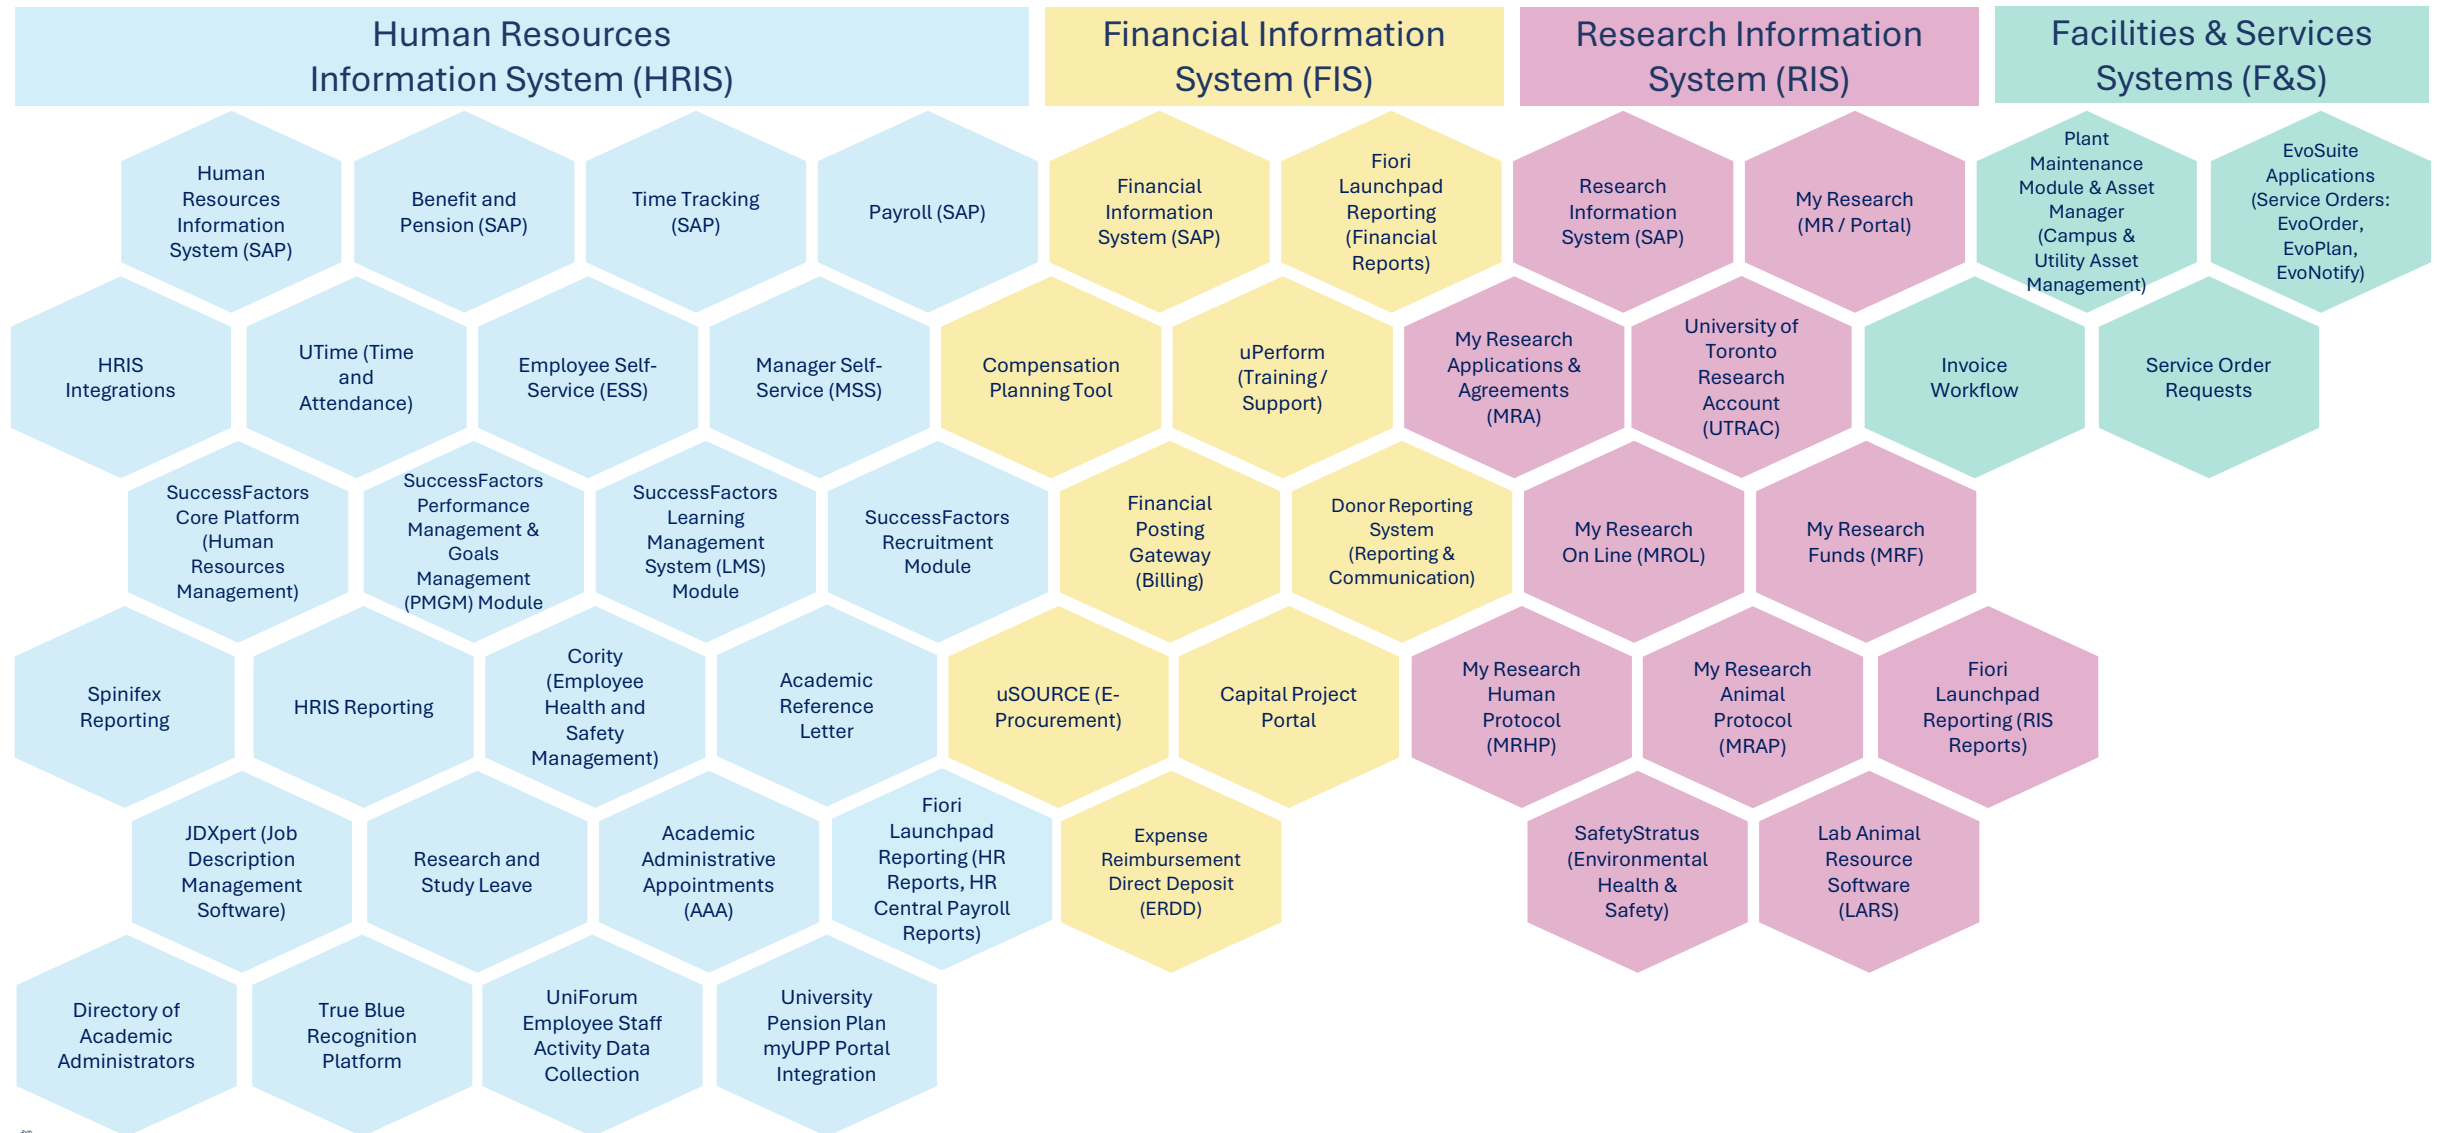 Human Resources
Information System (HRIS)
Financial Information
System (FIS)
Research Information
System (RIS)
Facilities & Services
Systems (F&S)
Human
Resources
Information
System (SAP)
Benefit and
Pension (SAP)
Time Tracking
(SAP)
Payroll (SAP)
Financial
Information
System (SAP)
Fiori
Launchpad
Reporting
(Financial
Reports)
Research
Information
System (SAP)
My Research
(MR / Portal)
Plant
Maintenance
Module & Asset
Manager
(Campus &
Utility Asset
Management)
EvoSuite
Applications
(Service Orders:
EvoOrder,
EvoPlan,
EvoNotify)
HRIS
Integrations
UTime (Time
and
Attendance)
Employee Self-
Service (ESS)
Manager Self-
Service (MSS)
Compensation
Planning Tool
uPerform
(Training /
Support)
My Research
Applications &
Agreements
(MRA)
University of
Toronto
Research
Account
(UTRAC)
Invoice
Workflow
Service Order
Requests
SuccessFactors
Core Platform
(Human
Resources
Management)
SuccessFactors
Performance
Management &
Goals
Management
(PMGM) Module
SuccessFactors
Learning
Management
System (LMS)
Module
SuccessFactors
Recruitment
Module
Financial
Posting
Gateway
(Billing)
Donor Reporting
System
(Reporting &
Communication)
My Research
On Line (MROL)
My Research
Funds (MRF)
Spinifex
Reporting
HRIS Reporting
Cority
(Employee
Health and
Safety
Management)
Academic
Reference
Letter
uSOURCE (E-
Procurement)
Capital Project
Portal
My Research
Human
Protocol
(MRHP)
My Research
Animal
Protocol
(MRAP)
Fiori
Launchpad
Reporting (RIS
Reports)
JDXpert (Job
Description
Management
Software)
Research and
Study Leave
Academic
Administrative
Appointments
(AAA)
Fiori
Launchpad
Reporting (HR
Reports, HR
Central Payroll
Reports)
Expense
Reimbursement
Direct Deposit
(ERDD)
SafetyStratus
(Environmental
Health &
Safety)
Lab Animal
Resource
Software
(LARS)
Directory of
Academic
Administrators
True Blue
Recognition
Platform
UniForum
Employee Staff
Activity Data
Collection
University
Pension Plan
myUPP Portal
Integration